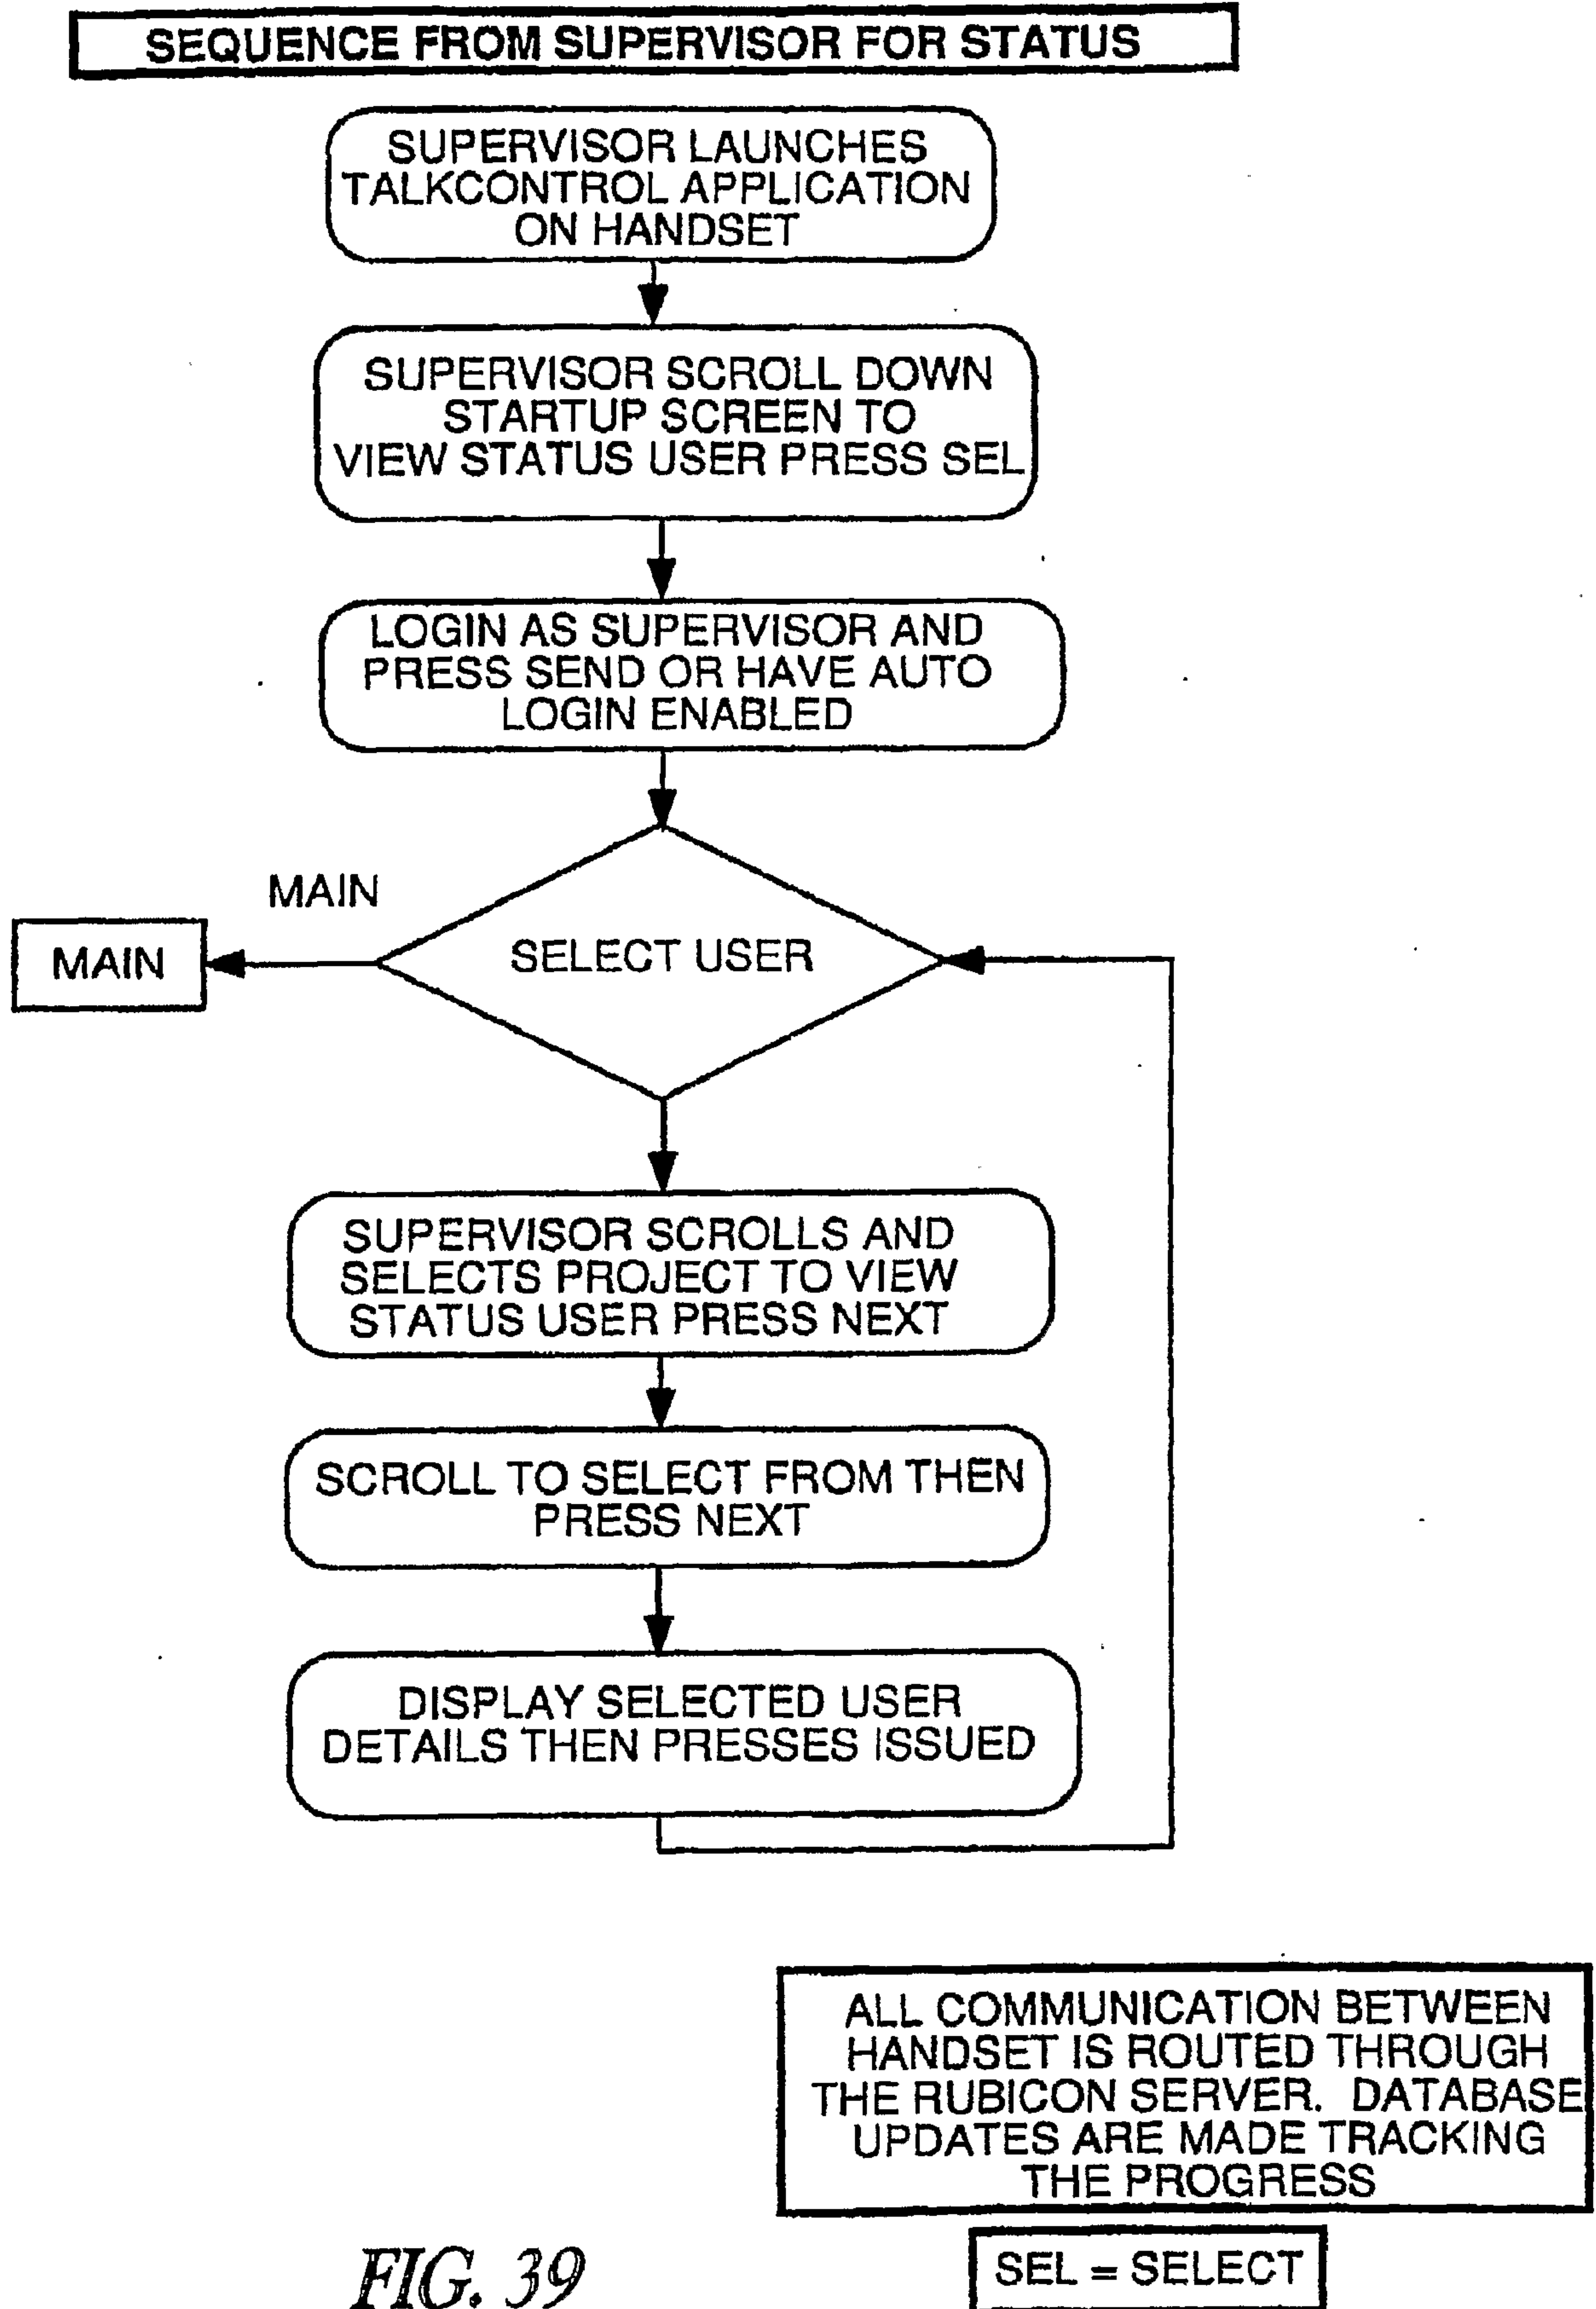 SEQUENCE FROM SUPERVISOR FOR STATUS
SUPERVISOR LAUNCHES
TALKCONTROL APPLICATION
ON HANDSET
SUPERVISOR SCROLL DOWN
STARTUP SCREEN TO
VIEW STATUS USER PRESS SEL
LOGIN AS SUPERVISOR AND
PRESS SEND OR HAVE AUTO
LOGIN ENABLED
MAIN
MAIN
SELECT USER
SUPERVISOR SCROLLS AND
SELECTS PROJECT TO VIEW
STATUS USER PRESS NEXT
SCROLL TO SELECT FROM THEN
PRESS NEXT
DISPLAY SELECTED USER
DETAILS THEN PRESSES ISSUED
ALL COMMUNICATION BETWEEN
HANDSET IS ROUTED THROUGH
THE RUBICON SERVER. DATABASE
UPDATES ARE MADE TRACKING
THE PROGRESS
SEL = SELECT
FIG. 39